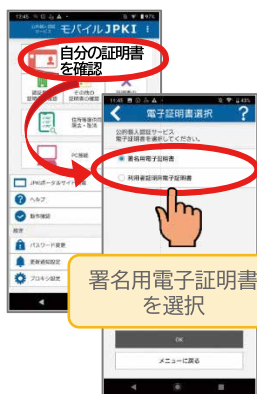 モバイルJPKI
自分の証明書
を確認
PC接続
JPKIポータルサイト
ヘルプ
動作確認
設定
パスワード変更
更新通知設定
プロキシ設定
電子証明書選択 ?
公的個人認証サービス
電子証明書を選択してください。
署名用電子証明書
利用者証明用電子証明書
署名用電子証明書
を選択
OK
メニューに戻る